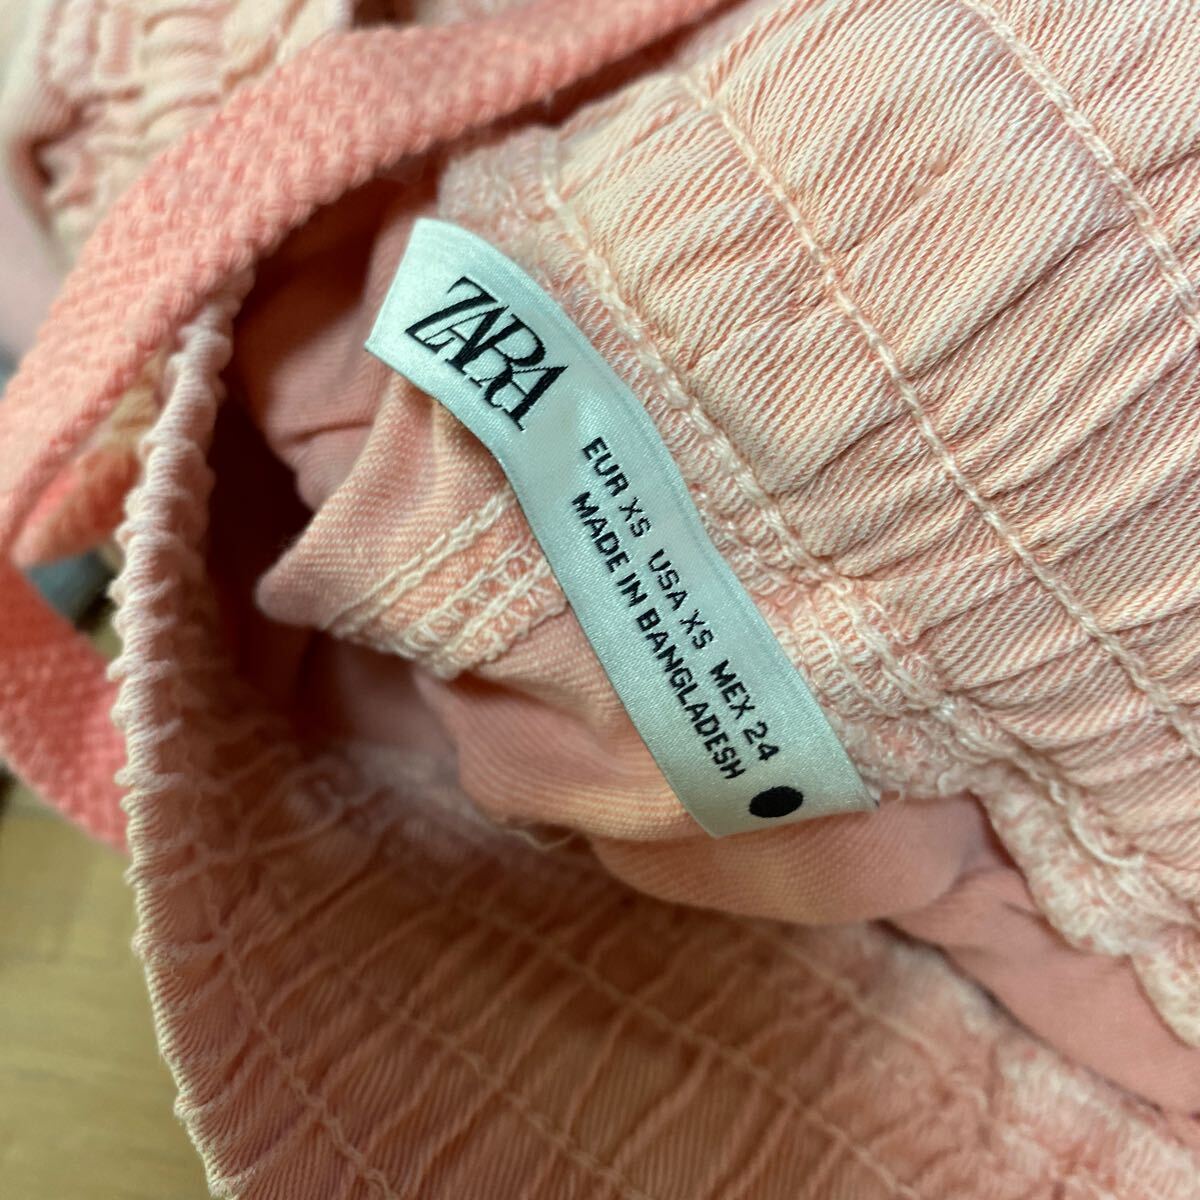 ZARA
EUR XS USA XS MEX 24
MADE IN BANGLADESH